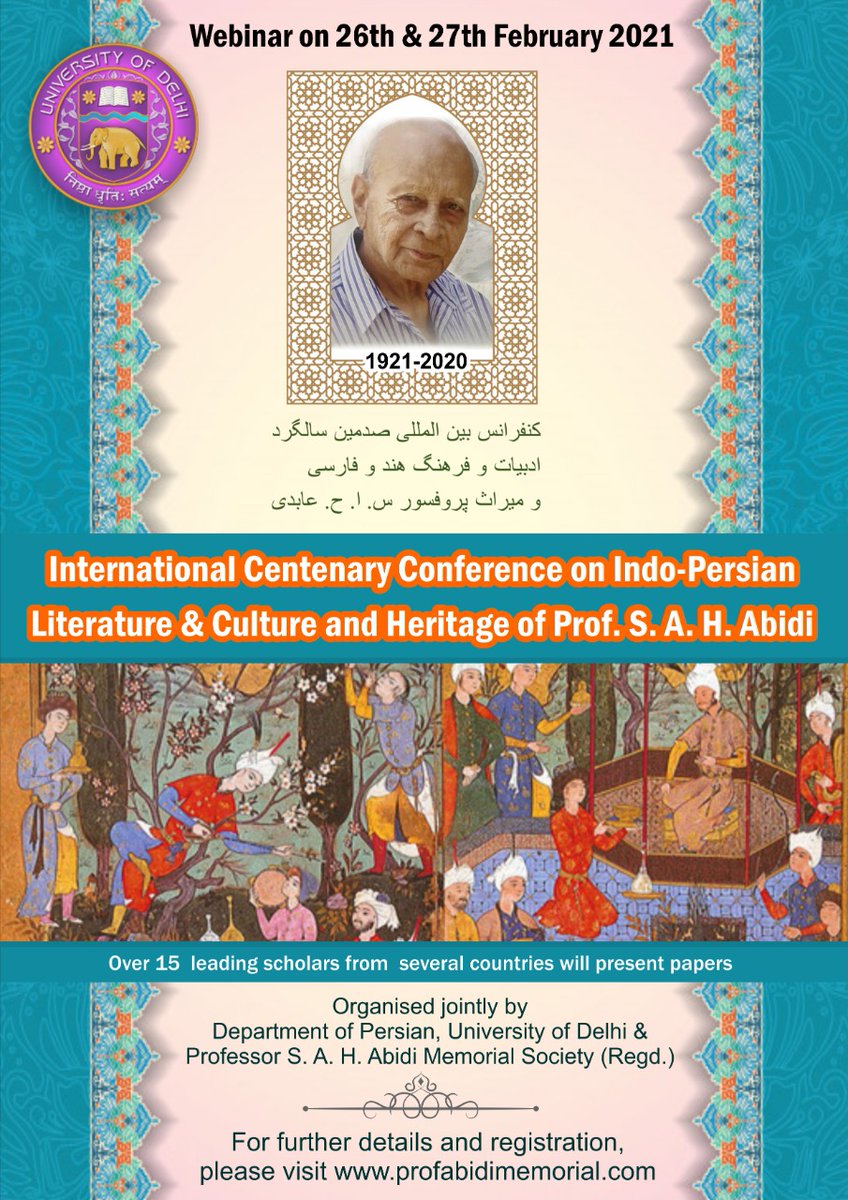 Webinar on 26th & 27th February 2021
UNIVERSITY OF DELHI
निष्ठा धृति: सत्यम्
1921-2020
کنفرانس بین المللی صدمین سالگرد
ادبیات و فرهنگ هند و فارسی
و میراث پروفسور س. ا. ح. عابدی
International Centenary Conference on Indo-Persian
Literature & Culture and Heritage of Prof. S. A. H. Abidi
Over 15 leading scholars from several countries will present papers
Organised jointly by
Department of Persian, University of Delhi &
Professor S. A. H. Abidi Memorial Society (Regd.)
For further details and registration,
please visit www.profabidimemorial.com